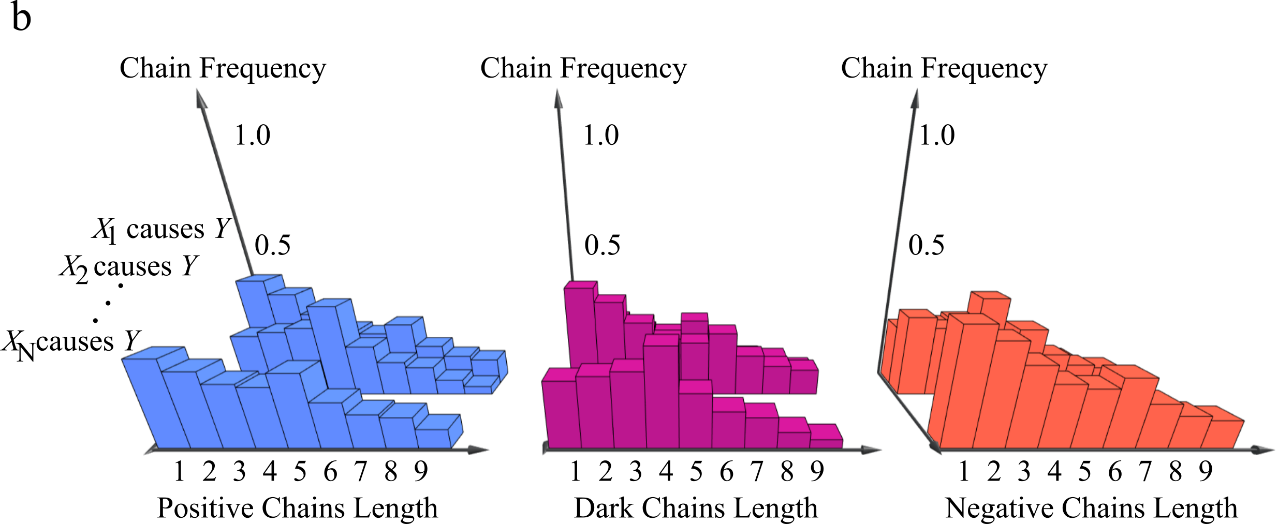 b
Chain Frequency
Chain Frequency
Chain Frequency
1.0
1.0
1.0
X1 causes Y
0.5
0.5
0.5
X2 causes Y
XN causes Y
1 2 3 4 5 6 7 8 9
1 2 3 4 5 6 7 8 9
1 2 3 4 5 6 7 8 9
Positive Chains Length
Dark Chains Length
Negative Chains Length